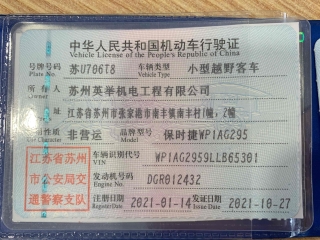 中华人民共和国机动车行驶证
Vehicle License of the People's Republic of China
号牌号码 Plate No. 苏U706T8 车辆类型 Vehicle Type 小型越野客车
所有人 Owner 苏州英举机电工程有限公司
住址 江苏省苏州市张家港市南丰镇南丰村1幢, 2幢
使用性质 非营运 品牌型号 Model 保时捷WP1AG295
江苏省苏州
市公安局交
通警察支队
车辆识别代号 VIN WP1AG2959LLB65301
发动机号码 Engine No. DGR012432
注册日期 Register Date 2021-01-14 发证日期 Issue Date 2021-10-27